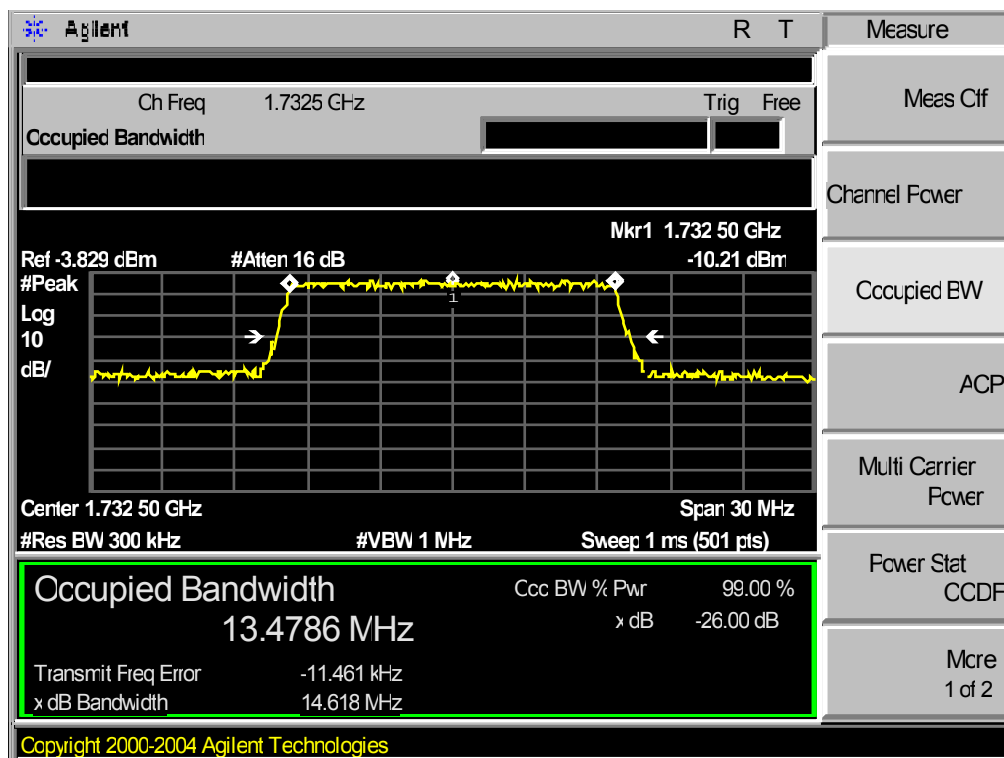 Agilent R T
Measure
Ch Freq 1.7325 GHz Trig Free
Occupied Bandwidth
Meas Off
Channel Power
Mkr1 1.732 50 GHz
Ref -3.829 dBm #Atten 16 dB -10.21 dBm
#Peak
Log
10
dB/
1
Occupied BW
ACP
Multi Carrier
Power
Center 1.732 50 GHz Span 30 MHz
#Res BW 300 kHz #VBW 1 MHz Sweep 1 ms (501 pts)
Occupied Bandwidth
13.4786 MHz
Occ BW % Pwr 99.00 %
x dB -26.00 dB
Transmit Freq Error -11.461 kHz
x dB Bandwidth 14.618 MHz
Power Stat
CCDF
More
1 of 2
Copyright 2000-2004 Agilent Technologies